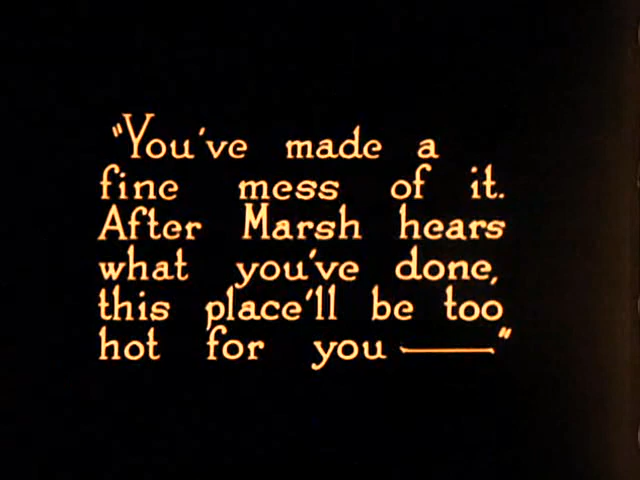 "You've made a
fine mess of it.
After Marsh hears
what you've done,
this place'll be too
hot for you ——"